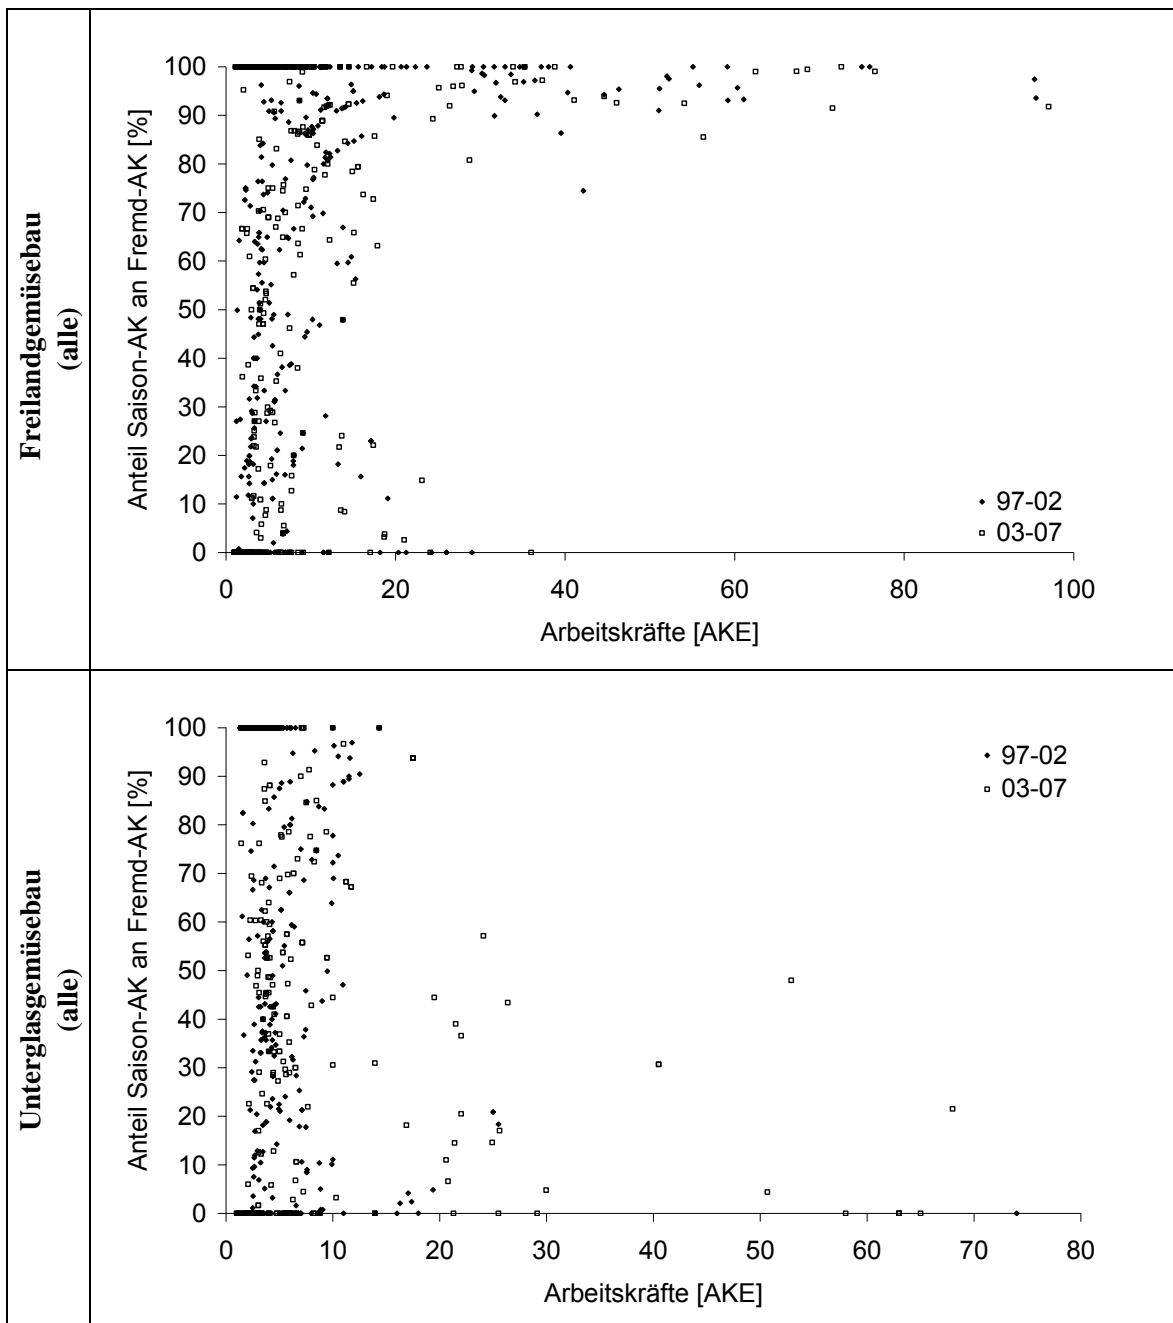 Freilandgemüsebau
(alle)
Anteil Saison-AK an Fremd-AK [%]
100
90
80
70
60
50
40
30
20
10
0
97-02
03-07
0 20 40 60 80 100
Arbeitskräfte [AKE]
Unterglasgemüsebau
(alle)
Anteil Saison-AK an Fremd-AK [%]
100
90
80
70
60
50
40
30
20
10
0
97-02
03-07
0 10 20 30 40 50 60 70 80
Arbeitskräfte [AKE]